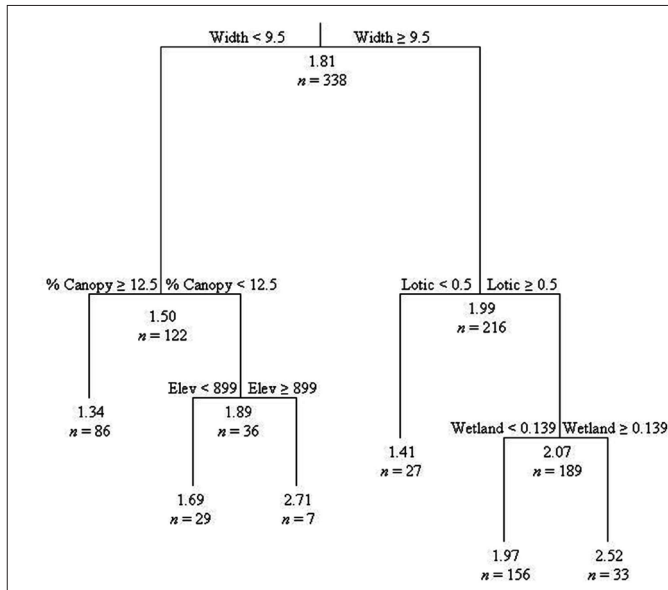 Width < 9.5 Width ≥ 9.5
1.81
n = 338
% Canopy ≥ 12.5 % Canopy < 12.5
1.50
n = 122
Lotic < 0.5 Lotic ≥ 0.5
1.99
n = 216
Elev < 899 Elev ≥ 899
1.34
n = 86
1.89
n = 36
Wetland < 0.139 Wetland ≥ 0.139
1.41
n = 27
2.07
n = 189
1.69
n = 29
2.71
n = 7
1.97
n = 156
2.52
n = 33